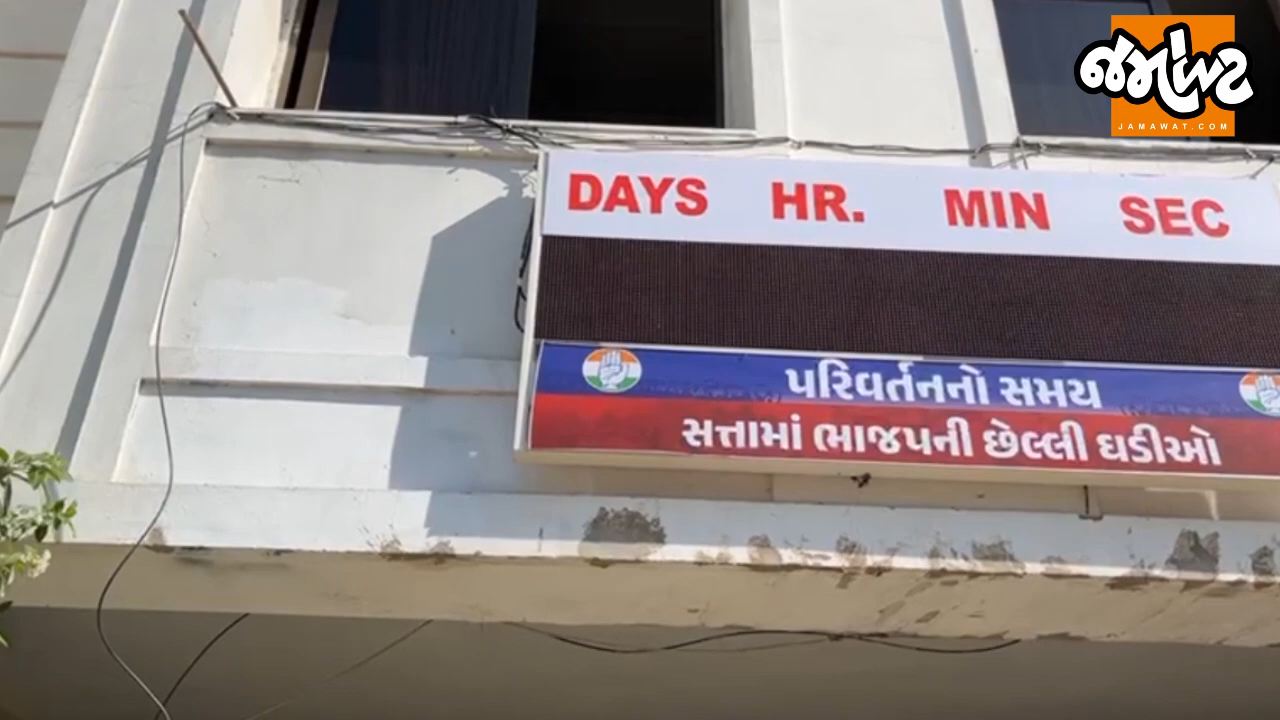 જમાવટ
JAMAWAT.COM
DAYS HR. MIN SEC
પરિવર્તનનો સમય
સત્તામાં ભાજપની છેલ્લી ઘડીઓ